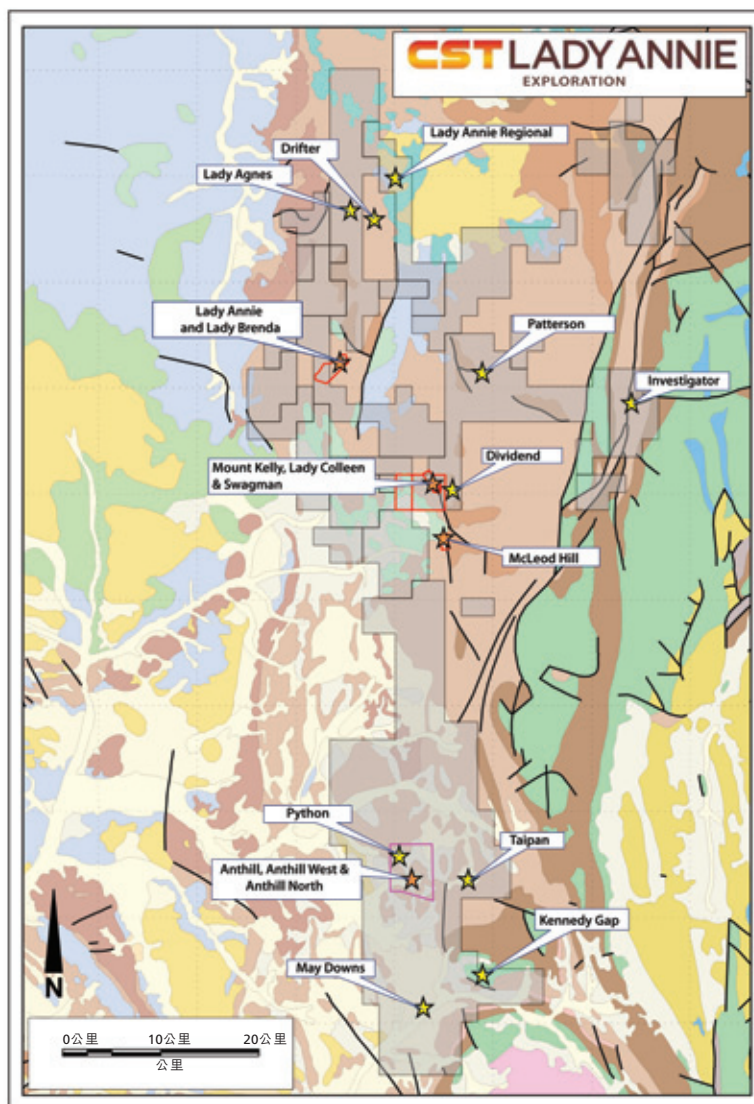 CST LADY ANNIE
EXPLORATION
Lady Annie Regional
Drifter
Lady Agnes
Lady Annie
and Lady Brenda
Patterson
Investigator
Mount Kelly, Lady Colleen
& Swagman
Dividend
McLeod Hill
Python
Anthill, Anthill West &
Anthill North
Taipan
Kennedy Gap
May Downs
N
0公里 10公里 20公里
公里